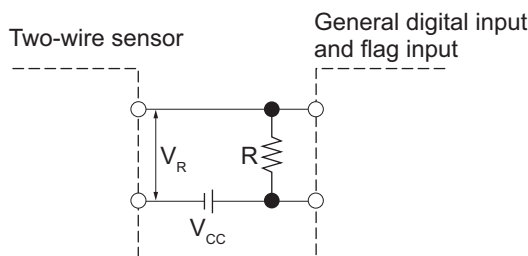 Two-wire sensor
General digital input
and flag input
V_R
R
V_CC